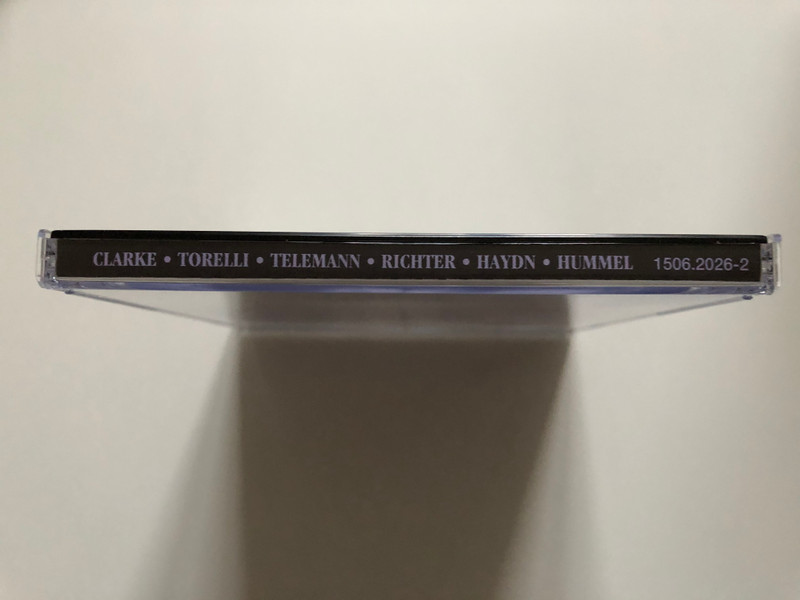 CLARKE • TORELLI • TELEMANN • RICHTER • HAYDN • HUMMEL 1506.2026-2